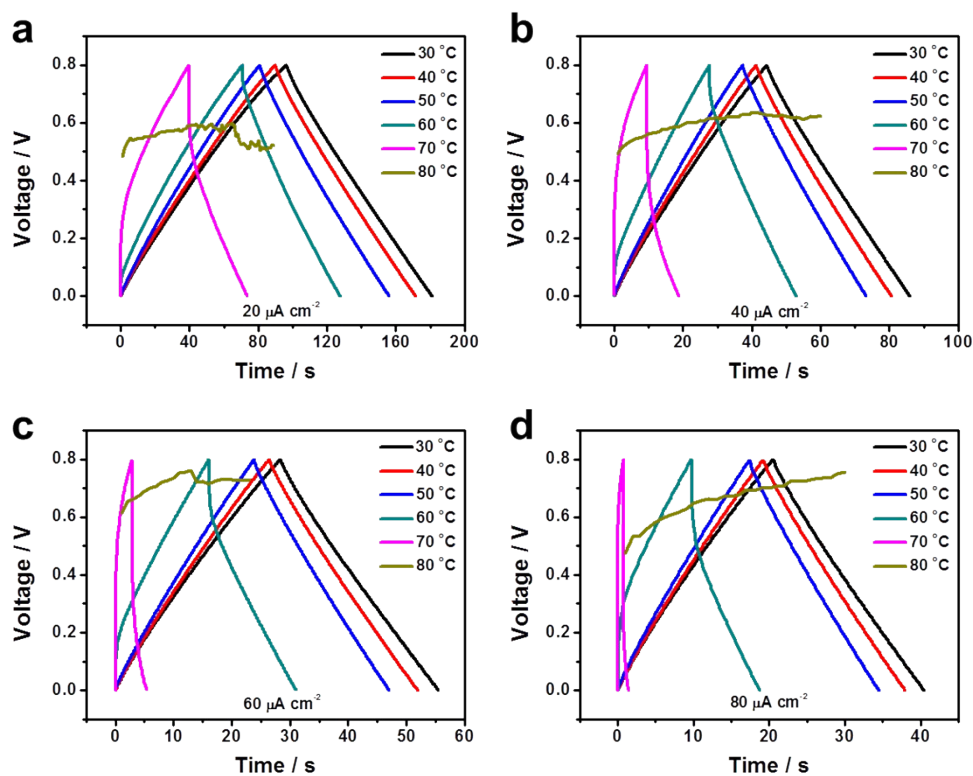 a
30 °C
40 °C
50 °C
60 °C
70 °C
80 °C
0.8
0.6
0.4
0.2
0.0
Voltage / V
20 μA cm-2
0 40 80 120 160 200
Time / s
b
30 °C
40 °C
50 °C
60 °C
70 °C
80 °C
0.8
0.6
0.4
0.2
0.0
Voltage / V
40 μA cm-2
0 20 40 60 80 100
Time / s
c
30 °C
40 °C
50 °C
60 °C
70 °C
80 °C
0.8
0.6
0.4
0.2
0.0
Voltage / V
60 μA cm-2
0 10 20 30 40 50 60
Time / s
d
30 °C
40 °C
50 °C
60 °C
70 °C
80 °C
0.8
0.6
0.4
0.2
0.0
Voltage / V
80 μA cm-2
0 10 20 30 40
Time / s